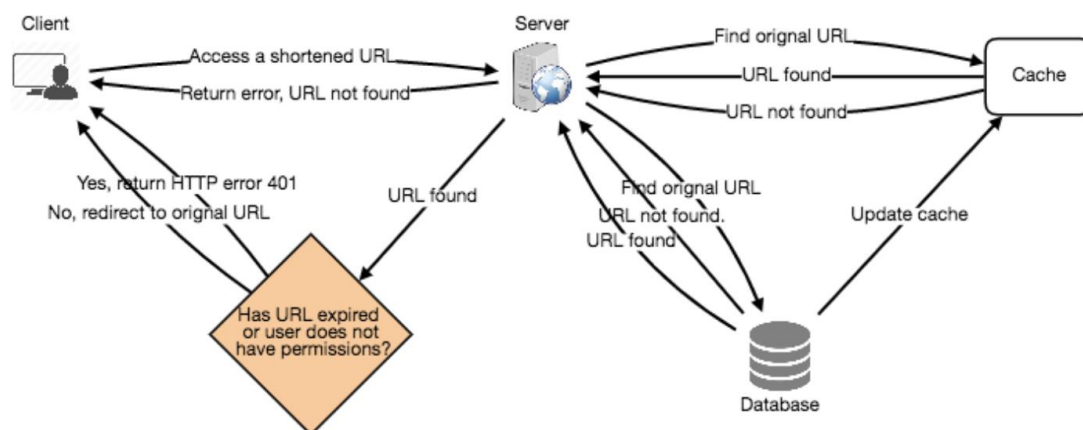 Client
Server
Access a shortened URL
Return error, URL not found
Find orignal URL
URL found
URL not found
Cache
Yes, return HTTP error 401
No, redirect to orignal URL
URL found
Find orignal URL
URL not found.
URL found
Update cache
Has URL expired
or user does not
have permissions?
Database